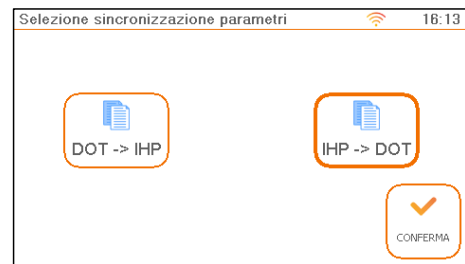 Selezione sincronizzazione parametri 16:13
DOT -> IHP IHP -> DOT
CONFERMA